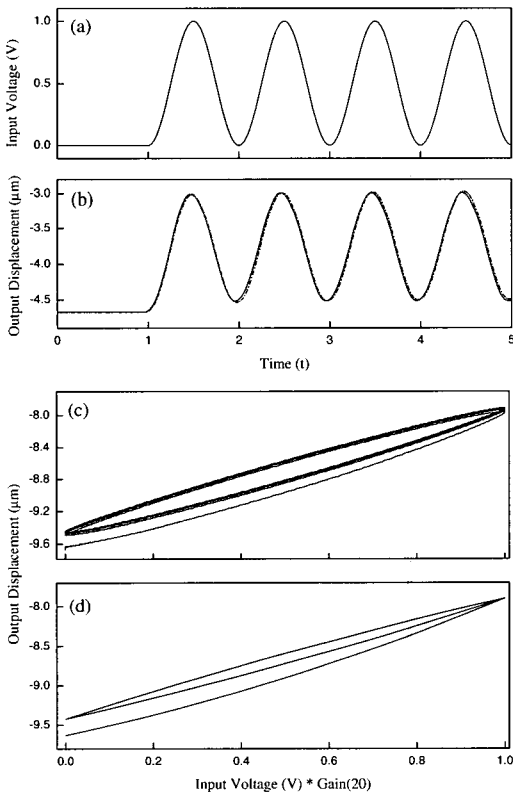 (a)
Input Voltage (V)
1.0
0.5
0.0
(b)
Output Displacement (μm)
-3.0
-3.5
-4.0
-4.5
0 1 2 3 4 5
Time (t)
(c)
Output Displacement (μm)
-8.0
-8.4
-8.8
-9.2
-9.6
(d)
-8.0
-8.5
-9.0
-9.5
0.0 0.2 0.4 0.6 0.8 1.0
Input Voltage (V) * Gain(20)